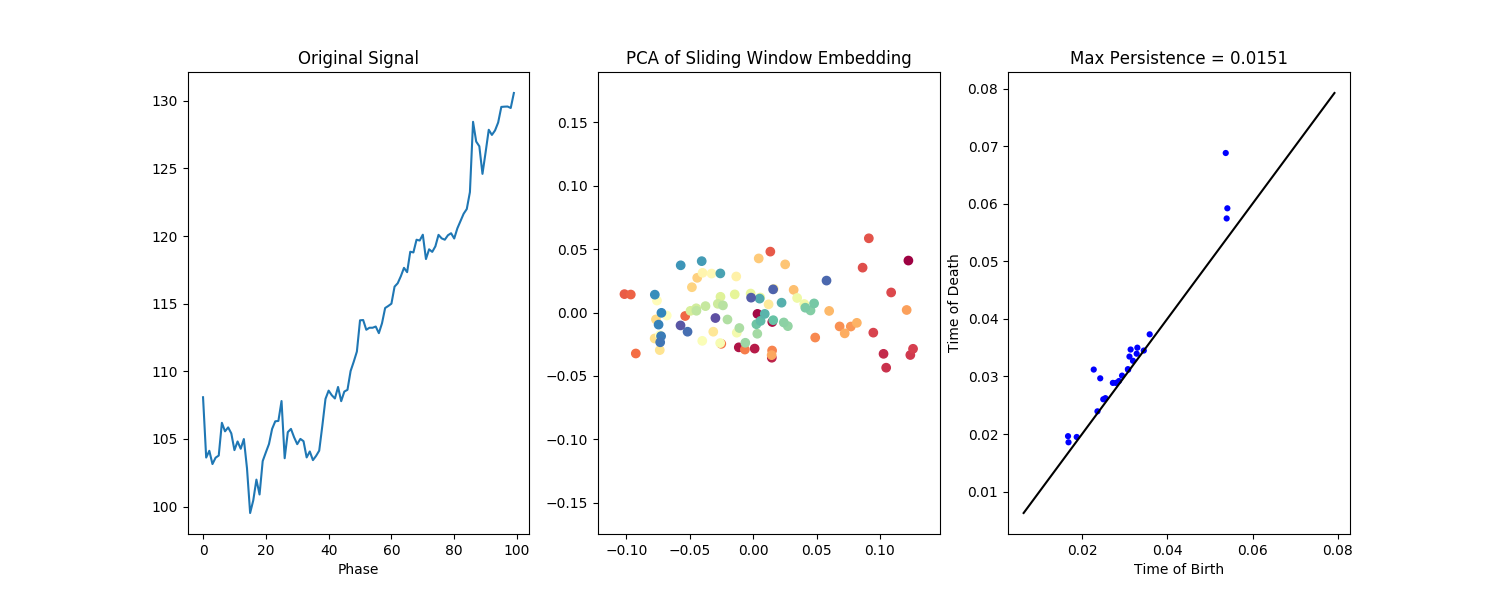 Original Signal
130
125
120
115
110
105
100
0 20 40 60 80 100
Phase
PCA of Sliding Window Embedding
0.15
0.10
0.05
0.00
−0.05
−0.10
−0.15
−0.10 −0.05 0.00 0.05 0.10
Max Persistence = 0.0151
Time of Death
0.08
0.07
0.06
0.05
0.04
0.03
0.02
0.01
0.02 0.04 0.06 0.08
Time of Birth